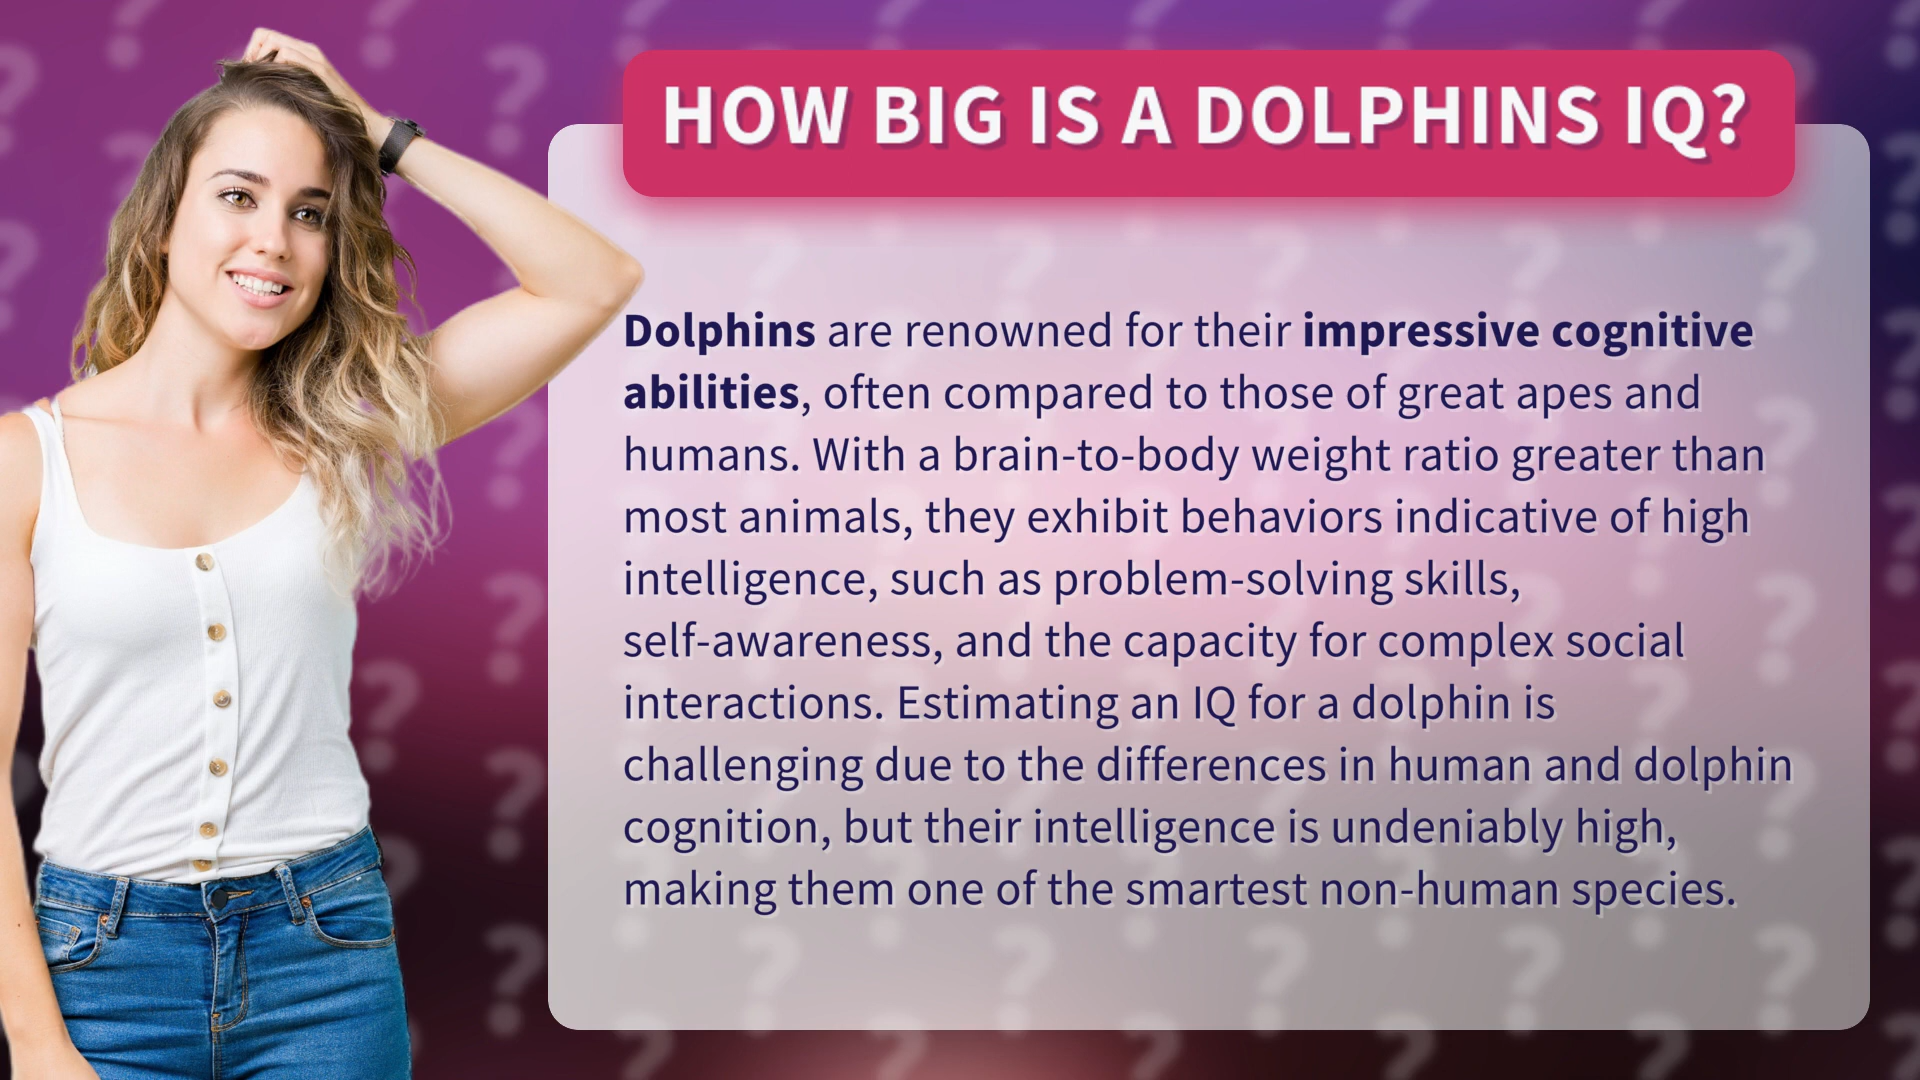 HOW BIG IS A DOLPHINS IQ?
Dolphins are renowned for their impressive cognitive
abilities, often compared to those of great apes and
humans. With a brain-to-body weight ratio greater than
most animals, they exhibit behaviors indicative of high
intelligence, such as problem-solving skills,
self-awareness, and the capacity for complex social
interactions. Estimating an IQ for a dolphin is
challenging due to the differences in human and dolphin
cognition, but their intelligence is undeniably high,
making them one of the smartest non-human species.